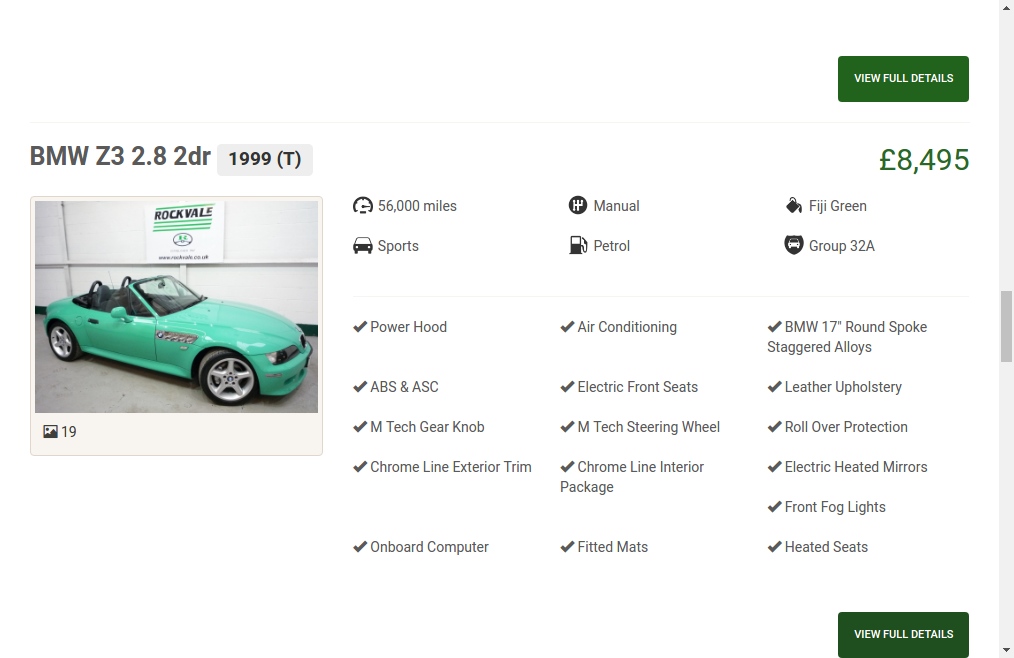 VIEW FULL DETAILS
BMW Z3 2.8 2dr 1999 (T)
£8,495
ROCKVALE
www.rockvale.co.uk
19
56,000 miles
Manual
Fiji Green
Sports
Petrol
Group 32A
Power Hood
Air Conditioning
BMW 17" Round Spoke
Staggered Alloys
ABS & ASC
Electric Front Seats
Leather Upholstery
M Tech Gear Knob
M Tech Steering Wheel
Roll Over Protection
Chrome Line Exterior Trim
Chrome Line Interior
Package
Electric Heated Mirrors
Front Fog Lights
Onboard Computer
Fitted Mats
Heated Seats
VIEW FULL DETAILS